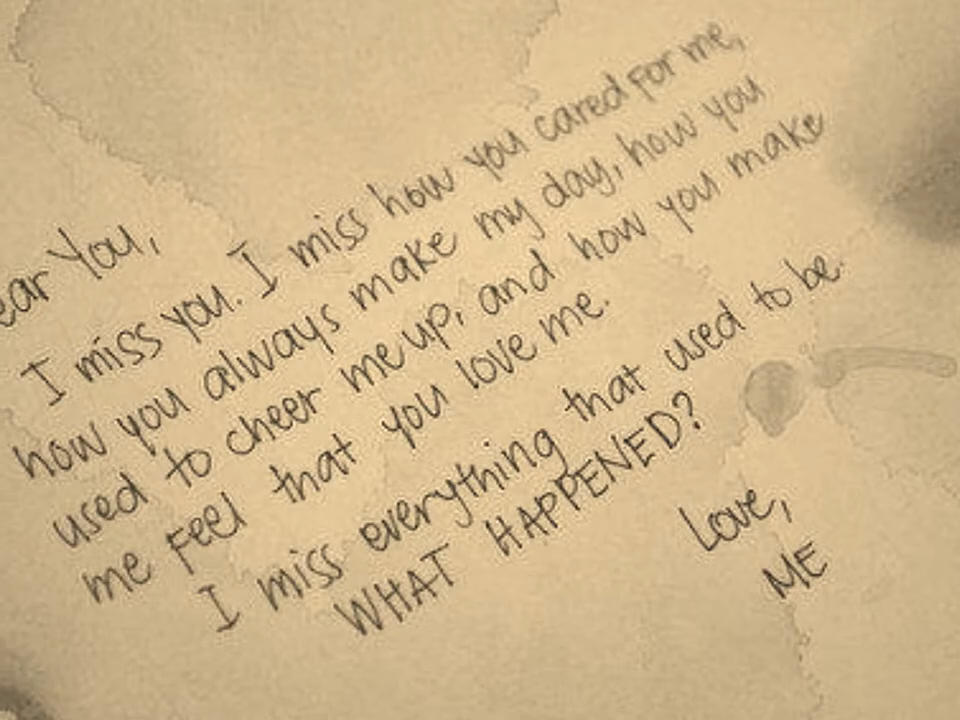 ear You,
I miss you. I miss how you cared for me,
how you always make my day, how you
used to cheer me up, and how you make
me feel that you love me.
I miss everything that used to be.
WHAT HAPPENED?
Love,
ME